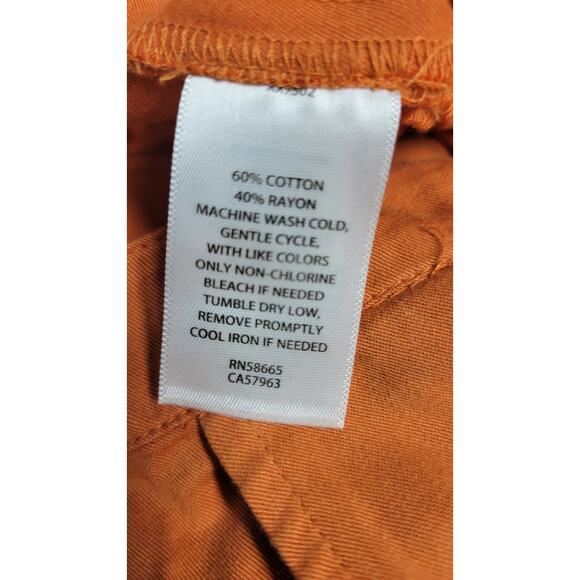 60% COTTON
40% RAYON
MACHINE WASH COLD,
GENTLE CYCLE,
WITH LIKE COLORS
ONLY NON-CHLORINE
BLEACH IF NEEDED
TUMBLE DRY LOW,
REMOVE PROMPTLY
COOL IRON IF NEEDED
RN58665
CA57963